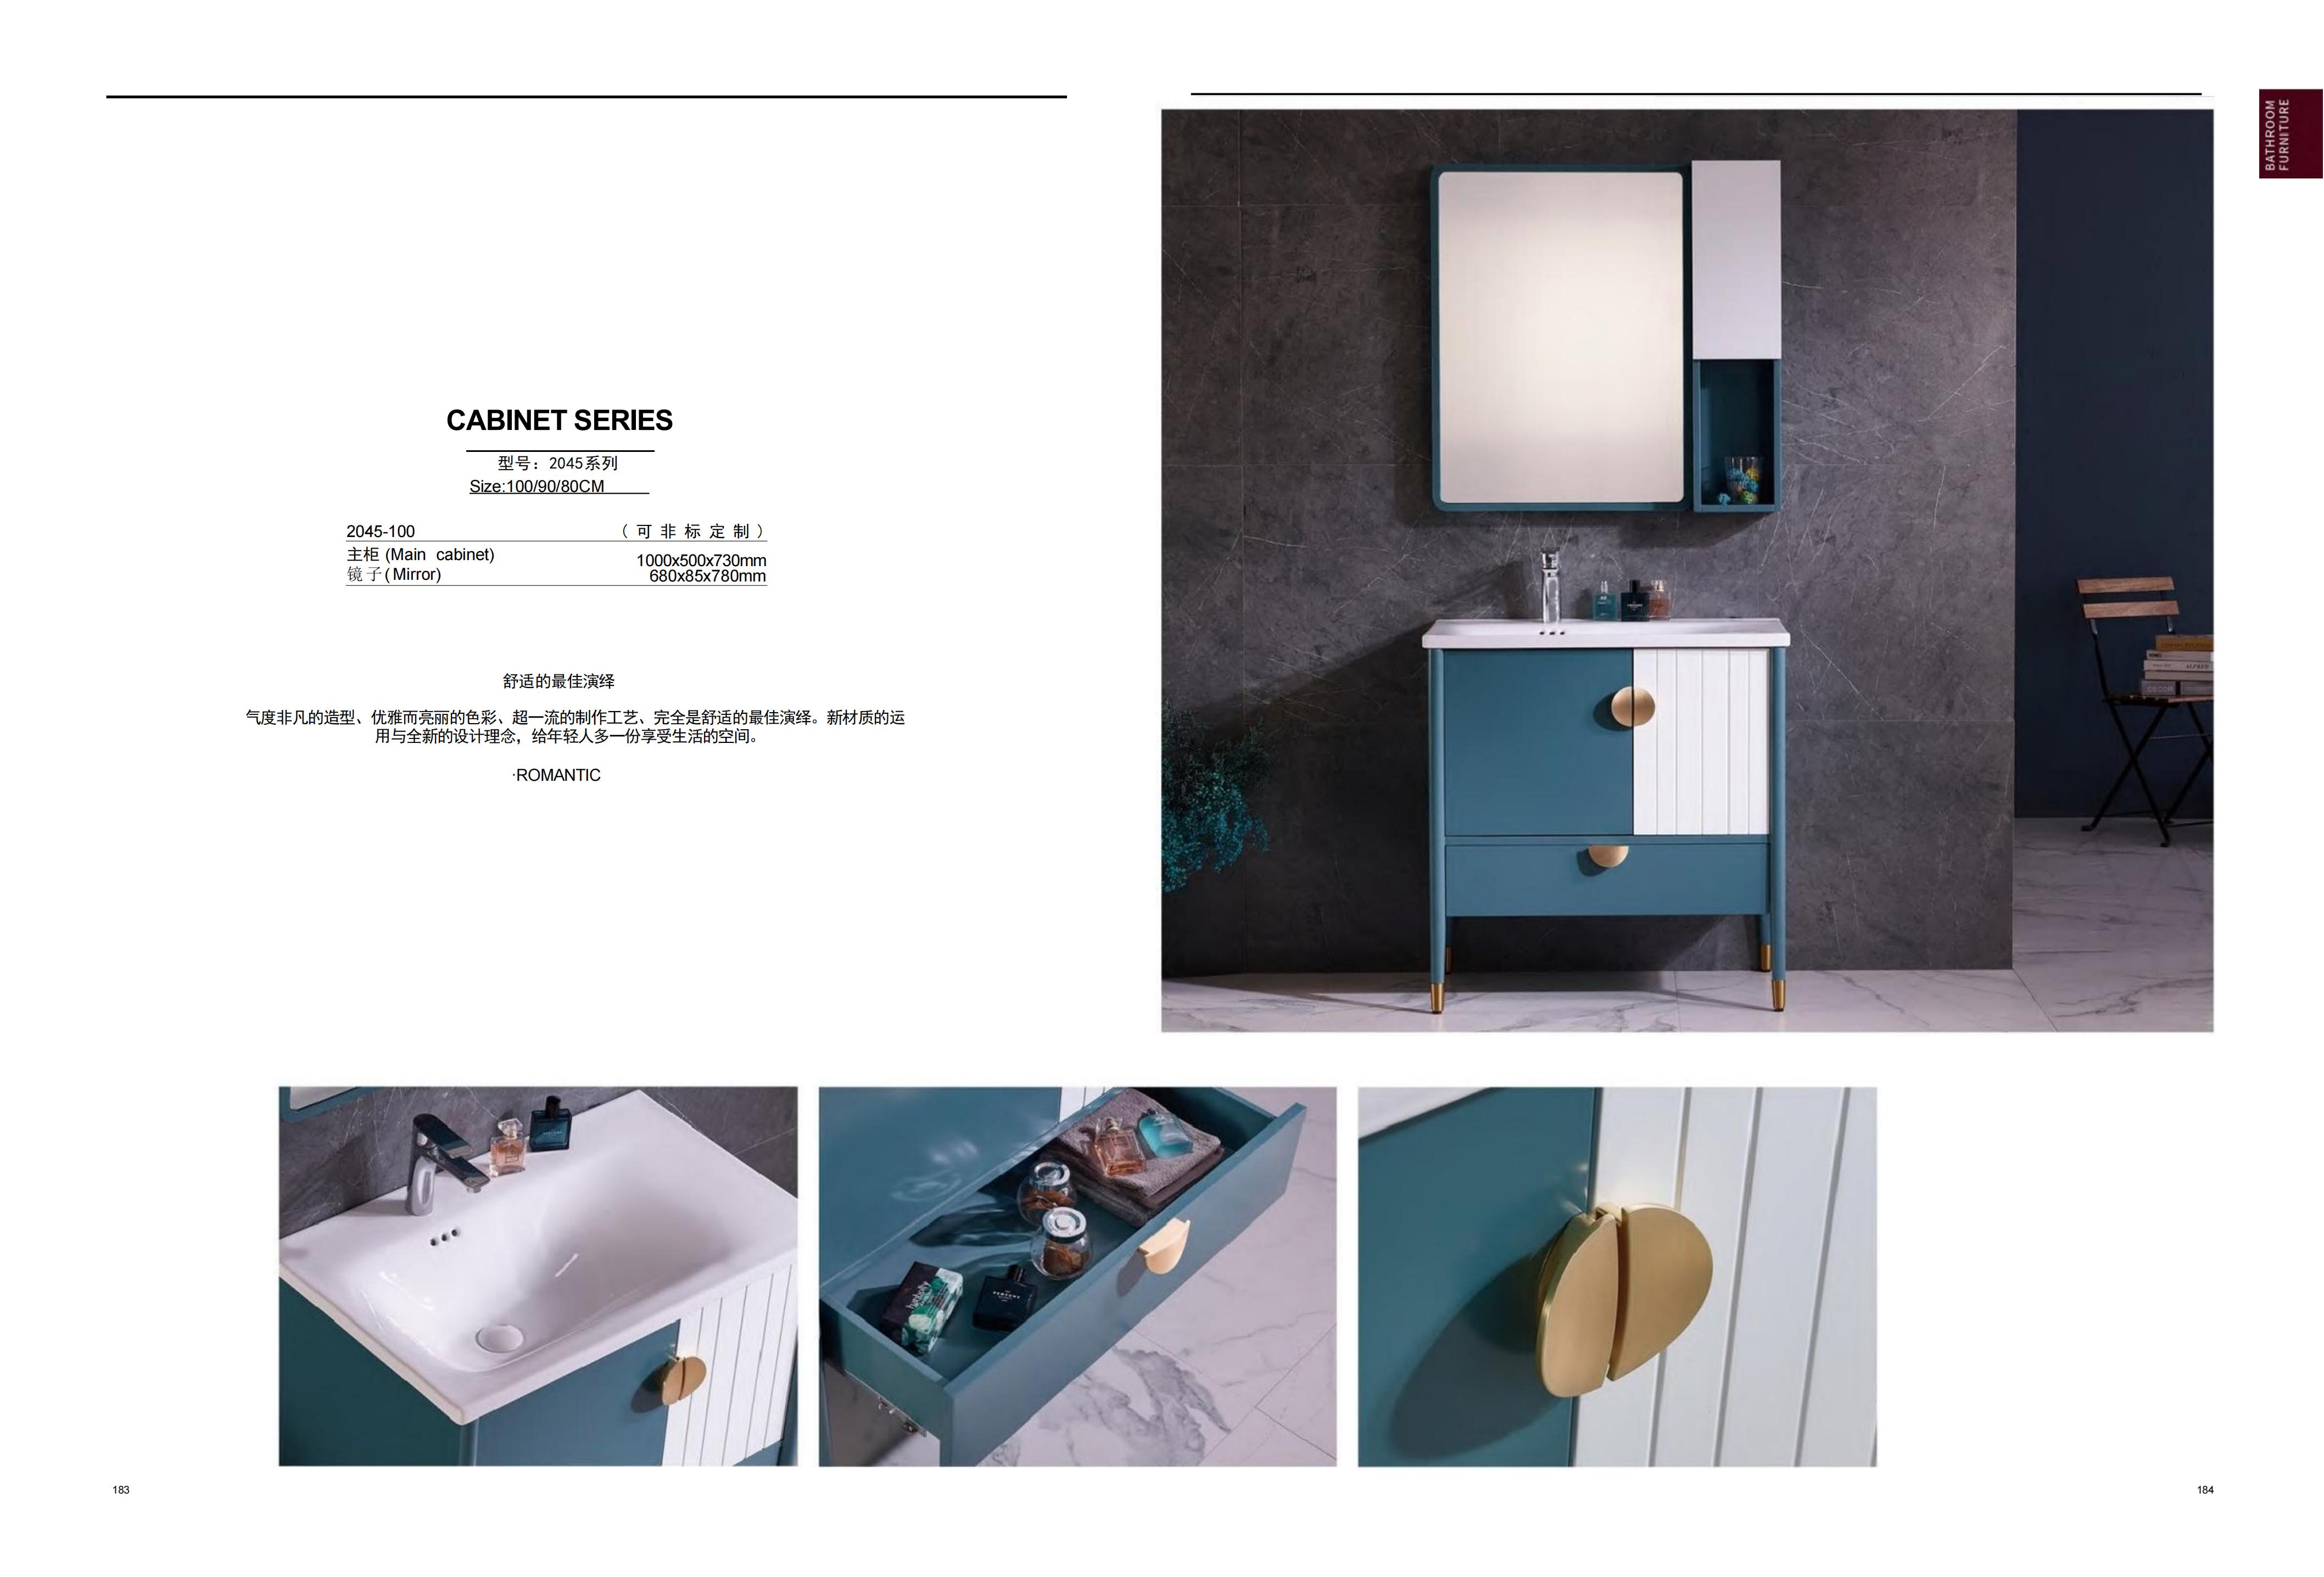 BATHROOM
FURNITURE
CABINET SERIES
型号：2045系列
Size:100/90/80CM
2045-100 （可非标定制）
主柜 (Main cabinet) 1000x500x730mm
镜子(Mirror) 680x85x780mm
舒适的最佳演绎
气度非凡的造型、优雅而亮丽的色彩、超一流的制作工艺、完全是舒适的最佳演绎。新材质的运
用与全新的设计理念，给年轻人多一份享受生活的空间。
·ROMANTIC
183
184